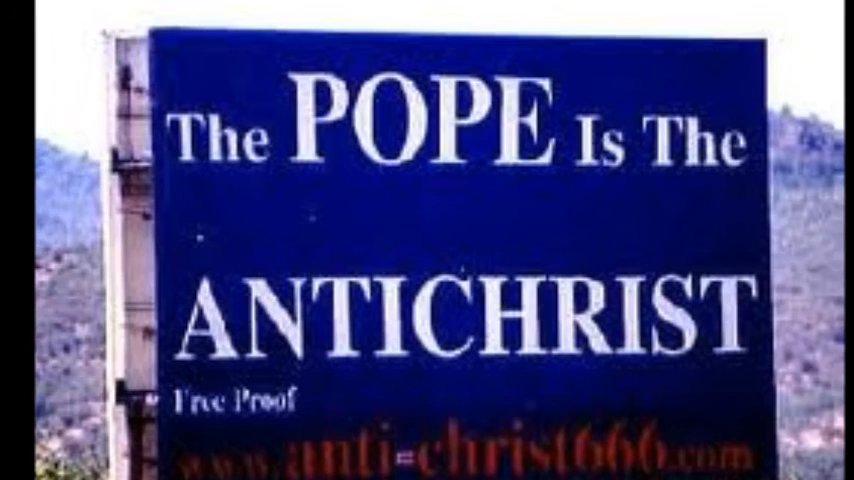 The POPE Is The
ANTICHRIST
Free Proof
www.anti-christ666.com